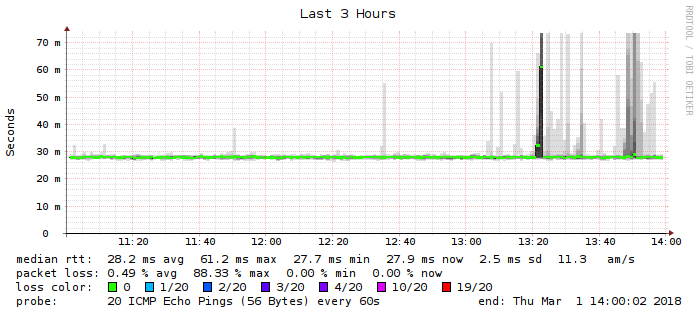 Last 3 Hours
RRDTOOL / TOBI OETIKER
Seconds
70 m
60 m
50 m
40 m
30 m
20 m
10 m
0
11:20 11:40 12:00 12:20 12:40 13:00 13:20 13:40 14:00
median rtt: 28.2 ms avg 61.2 ms max 27.7 ms min 27.9 ms now 2.5 ms sd 11.3 am/s
packet loss: 0.49 % avg 88.33 % max 0.00 % min 0.00 % now
loss color: 0 1/20 2/20 3/20 4/20 10/20 19/20
probe: 20 ICMP Echo Pings (56 Bytes) every 60s end: Thu Mar 1 14:00:02 2018